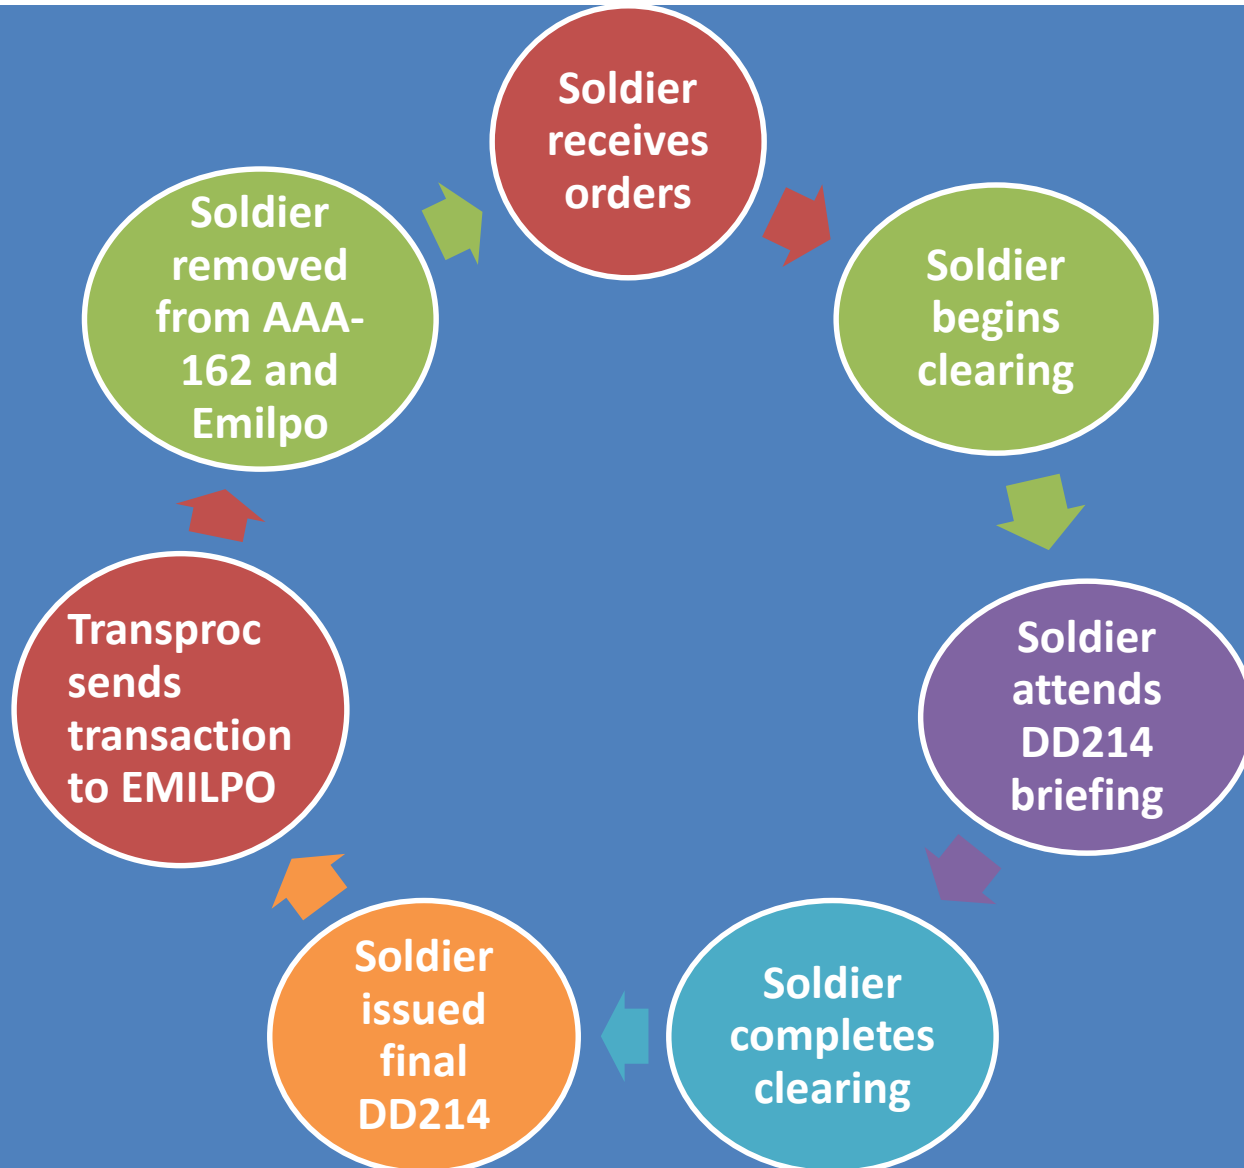 Soldier
receives
orders
Soldier
begins
clearing
Soldier
attends
DD214
briefing
Soldier
completes
clearing
Soldier
issued
final
DD214
Transproc
sends
transaction
to EMILPO
Soldier
removed
from AAA-
162 and
Emilpo